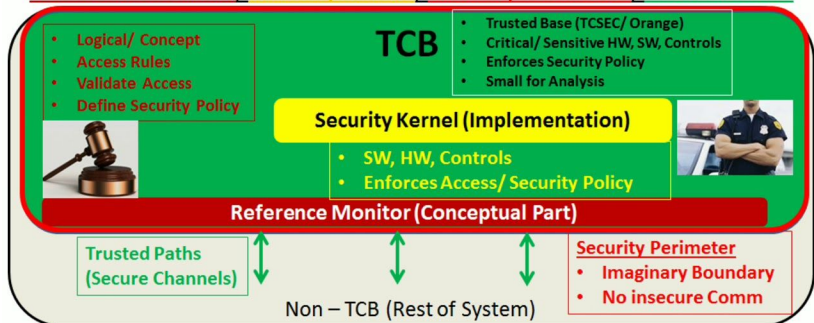 • Logical/ Concept
• Access Rules
• Validate Access
• Define Security Policy
TCB
• Trusted Base (TCSEC/ Orange)
• Critical/ Sensitive HW, SW, Controls
• Enforces Security Policy
• Small for Analysis
Security Kernel (Implementation)
• SW, HW, Controls
• Enforces Access/ Security Policy
Reference Monitor (Conceptual Part)
Trusted Paths
(Secure Channels)
Security Perimeter
• Imaginary Boundary
• No insecure Comm
Non – TCB (Rest of System)